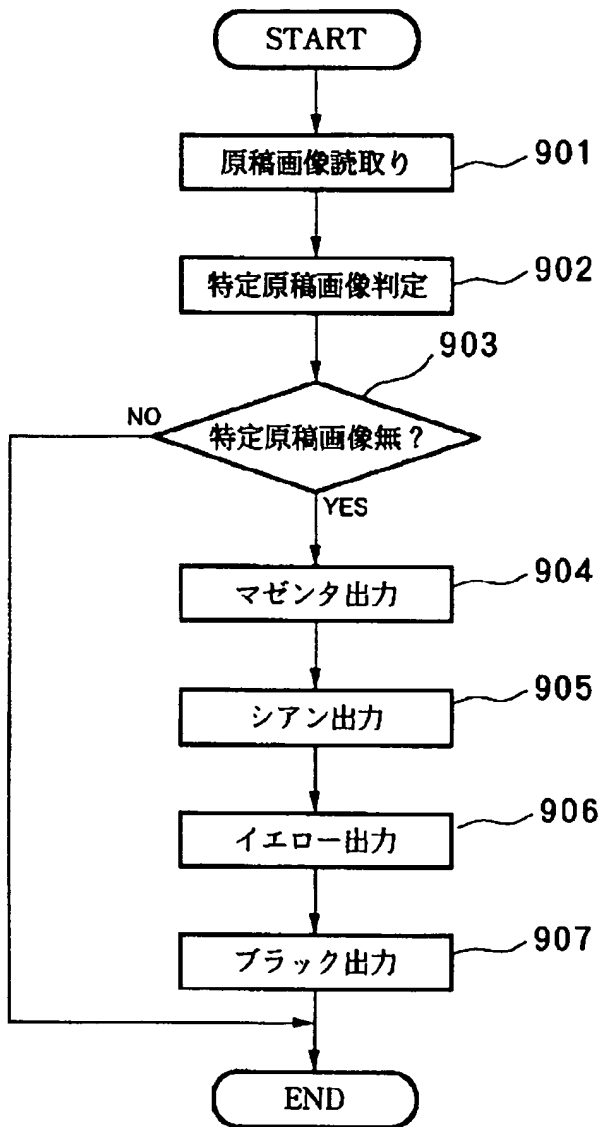 START
原稿画像読取り
901
特定原稿画像判定
902
903
特定原稿画像無？
NO
YES
マゼンタ出力
904
シアン出力
905
イエロー出力
906
ブラック出力
907
END